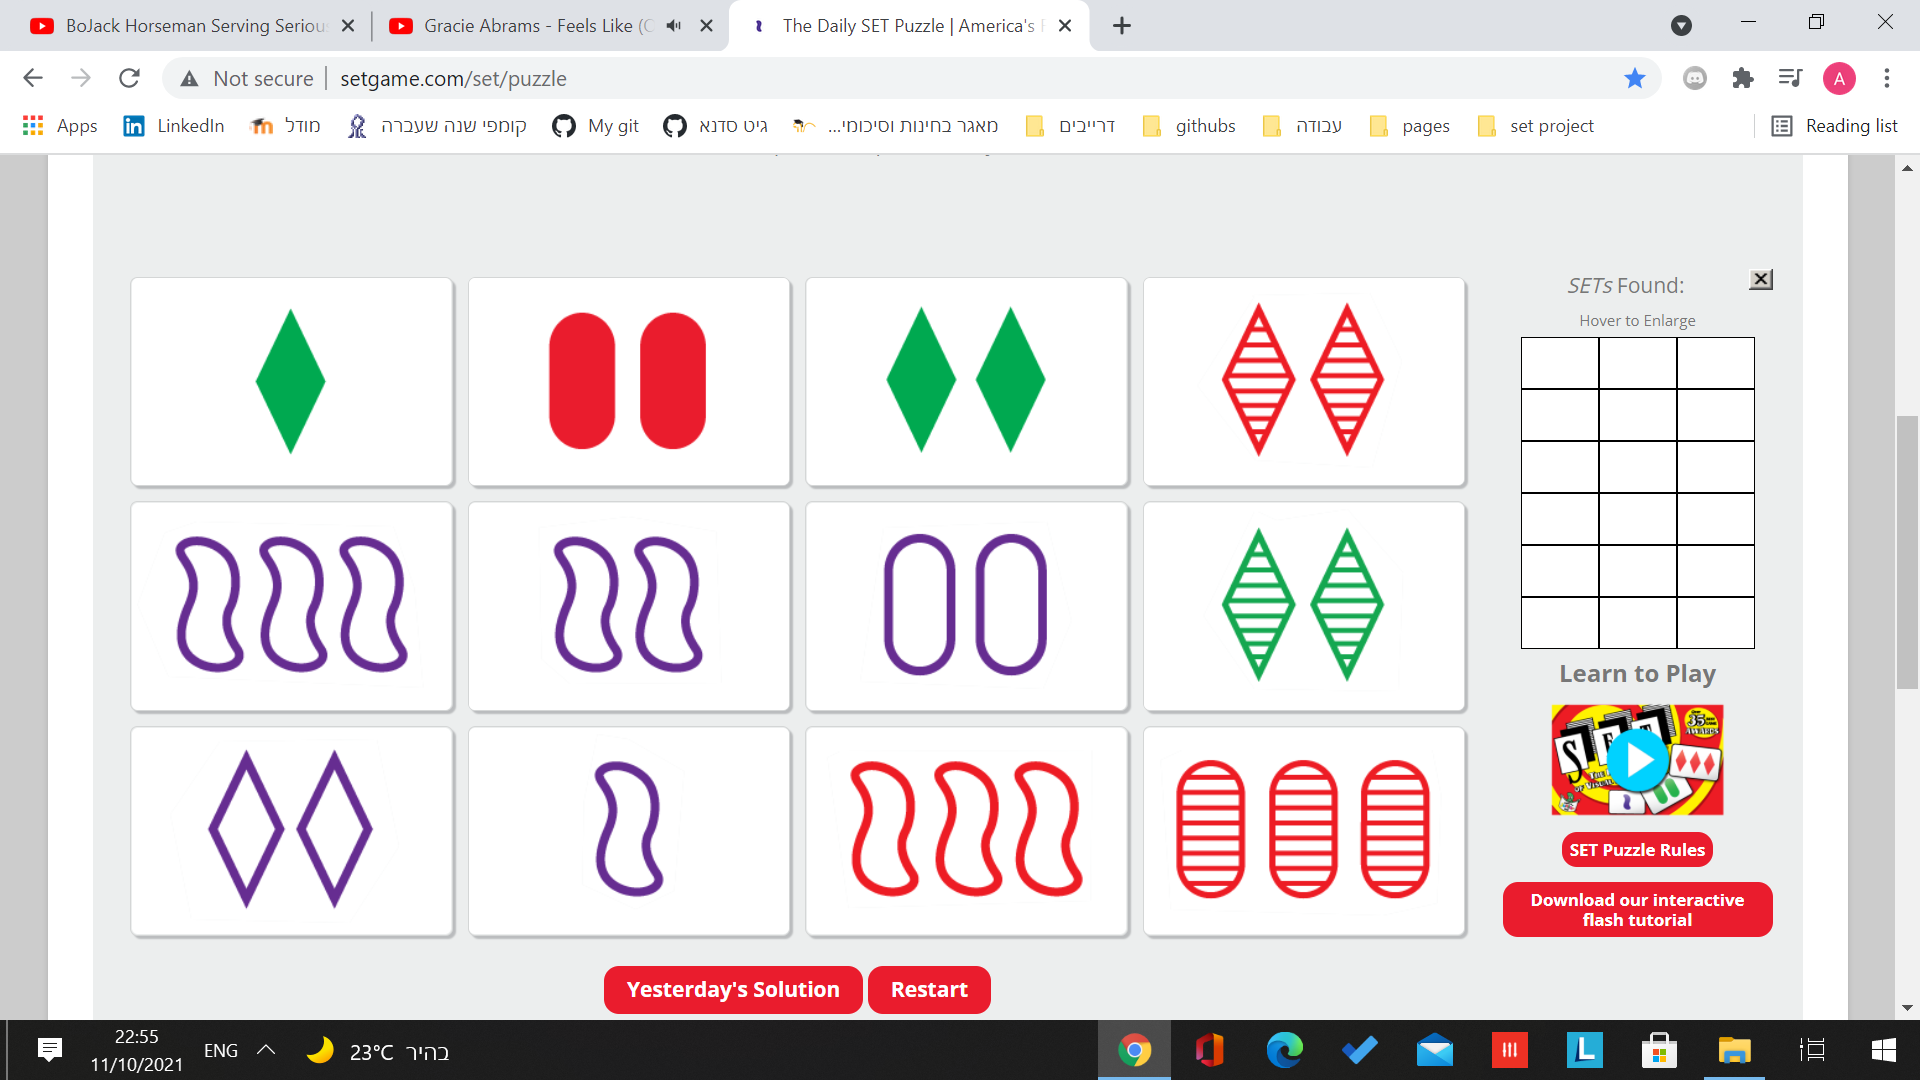 BoJack Horseman Serving Seriou
Gracie Abrams - Feels Like (
The Daily SET Puzzle | America's
Not secure
setgame.com/set/puzzle
A
Apps
LinkedIn
מודל
קומפי שנה שעברה
My git
גיט סדנא
מאגר בחינות וסיכומי...
דרייבים
githubs
עבודה
pages
set project
Reading list
SETs Found:
Hover to Enlarge
Learn to Play
SET
SET Puzzle Rules
Download our interactive
flash tutorial
Yesterday's Solution
Restart
22:55
11/10/2021
ENG
23°C בהיר
L